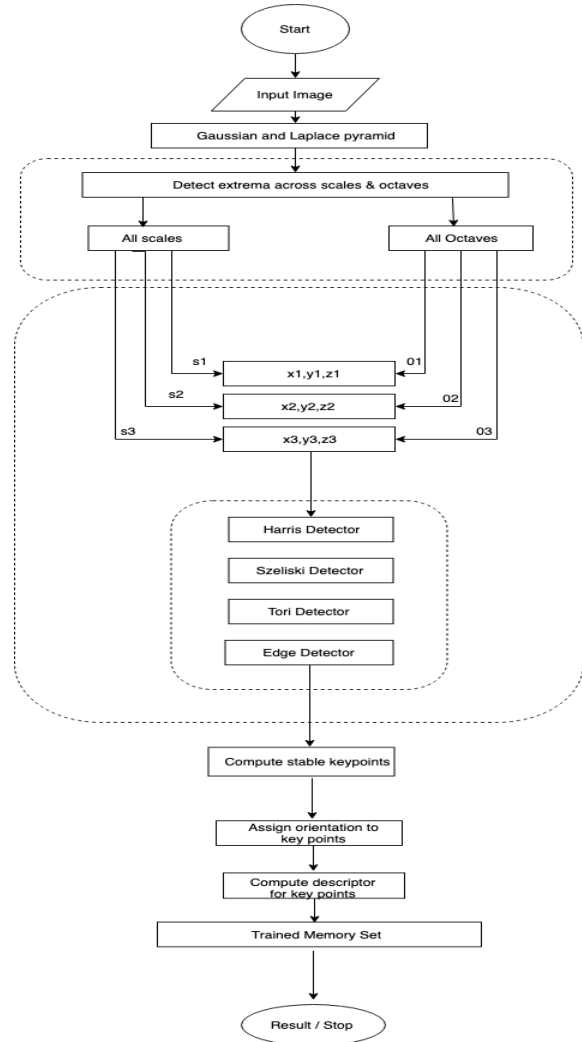 Start
Input Image
Gaussian and Laplace pyramid
Detect extrema across scales & octaves
All scales
All Octaves
s1
x1,y1,z1
01
s2
x2,y2,z2
02
s3
x3,y3,z3
03
Harris Detector
Szeliski Detector
Tori Detector
Edge Detector
Compute stable keypoints
Assign orientation to
key points
Compute descriptor
for key points
Trained Memory Set
Result / Stop